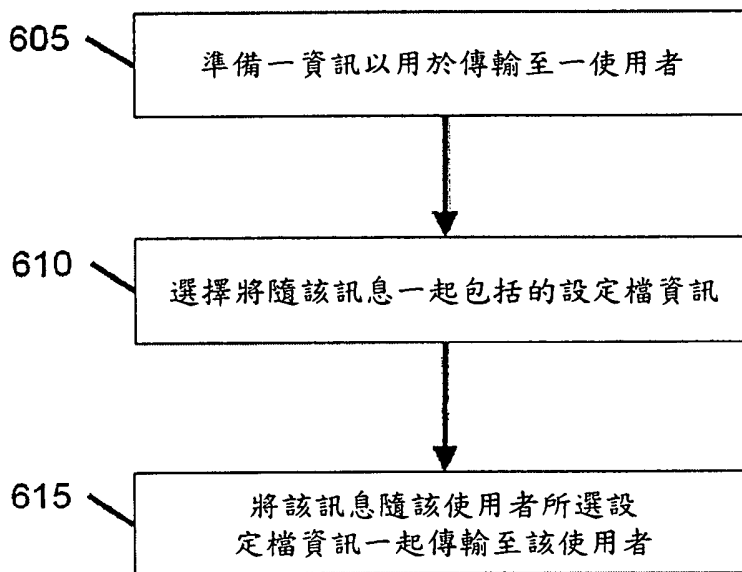 605
準備一資訊以用於傳輸至一使用者
610
選擇將隨該訊息一起包括的設定檔資訊
615
將該訊息隨該使用者所選設
定檔資訊一起傳輸至該使用者